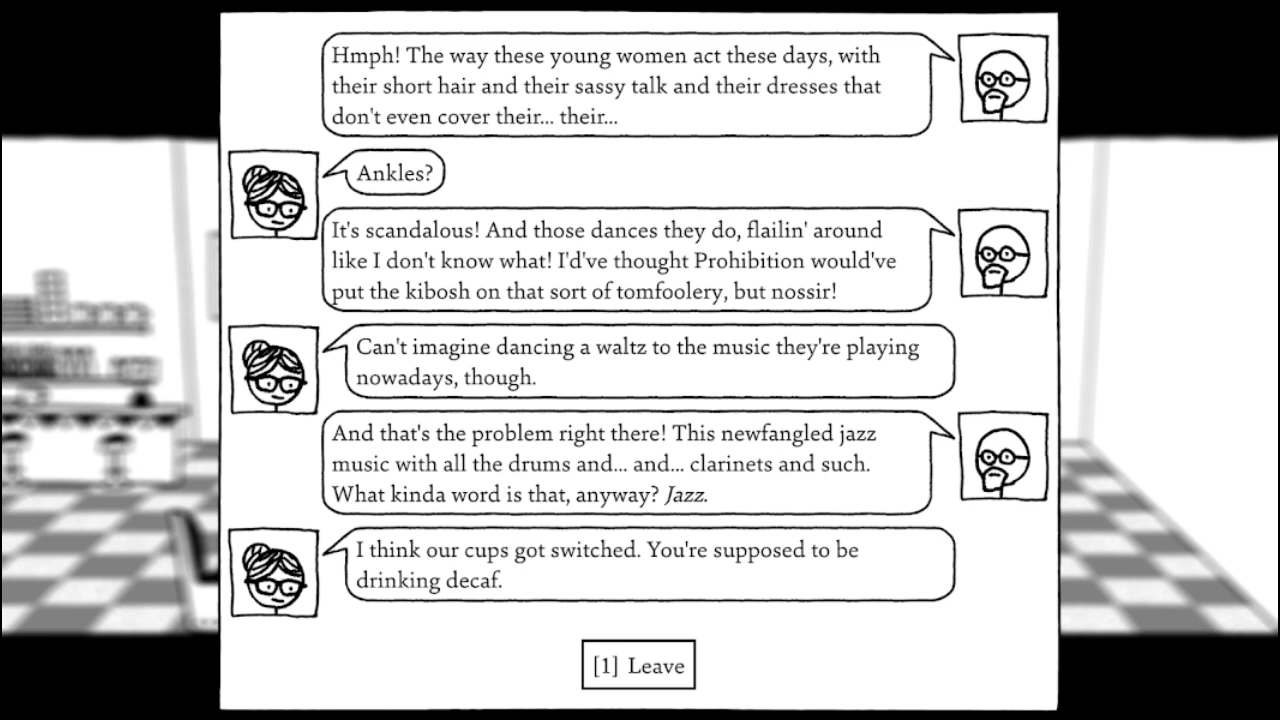 Hmph! The way these young women act these days, with
their short hair and their sassy talk and their dresses that
don't even cover their... their...
Ankles?
It's scandalous! And those dances they do, flailin' around
like I don't know what! I'd've thought Prohibition would've
put the kibosh on that sort of tomfoolery, but nossir!
Can't imagine dancing a waltz to the music they're playing
nowadays, though.
And that's the problem right there! This newfangled jazz
music with all the drums and... and... clarinets and such.
What kinda word is that, anyway? Jazz.
I think our cups got switched. You're supposed to be
drinking decaf.
[1] Leave